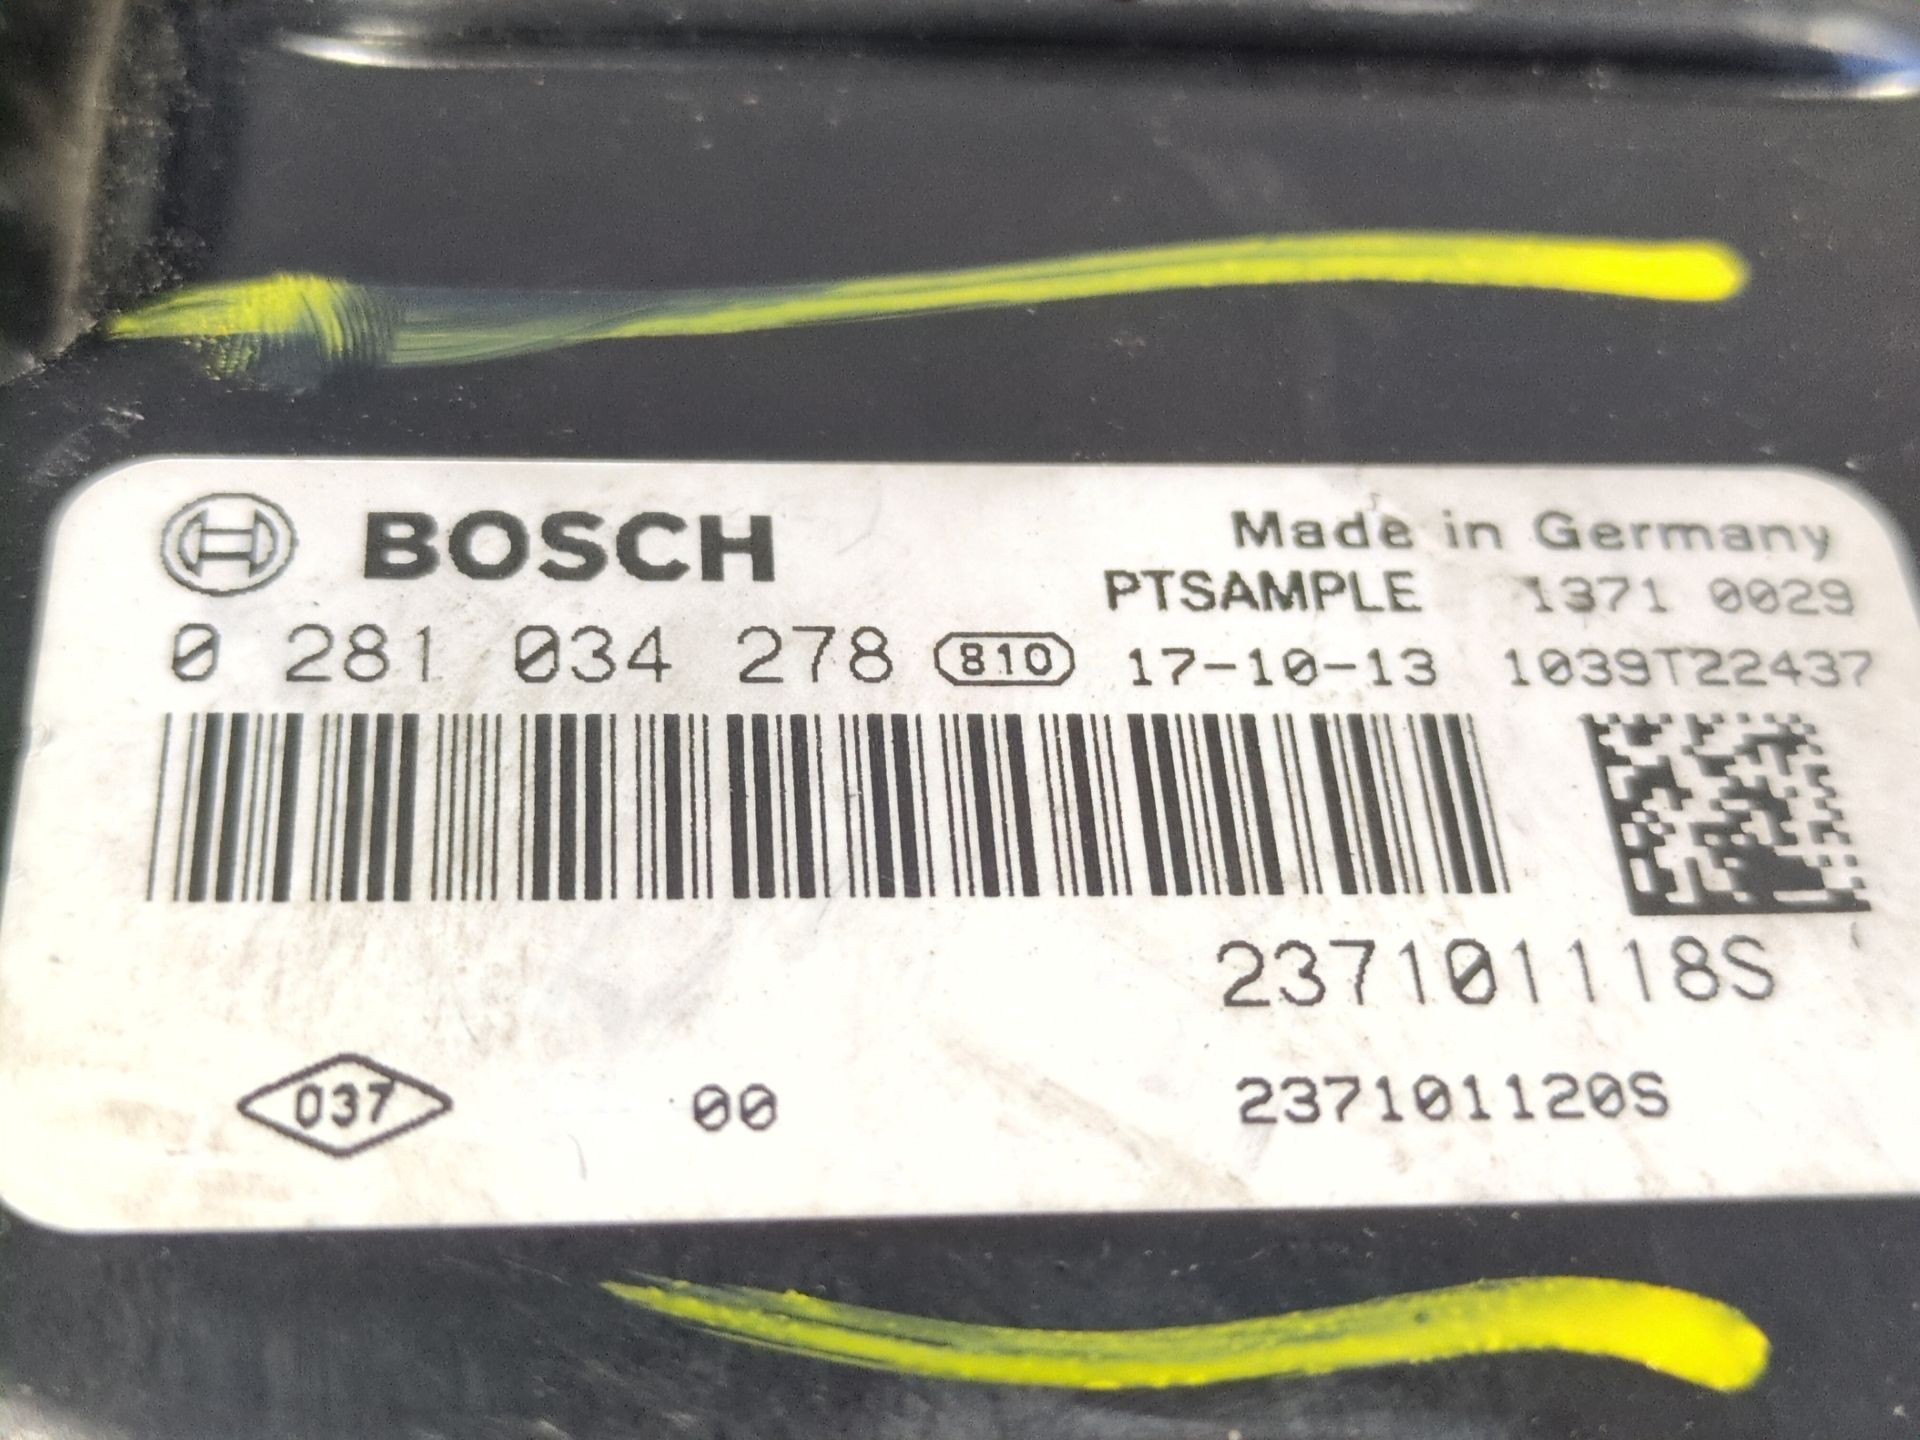 BOSCH Made in Germany
PTSAMPLE 1371 0029
0 281 034 278 810 17-10-13 1039T22437
237101118S
037 00 237101120S